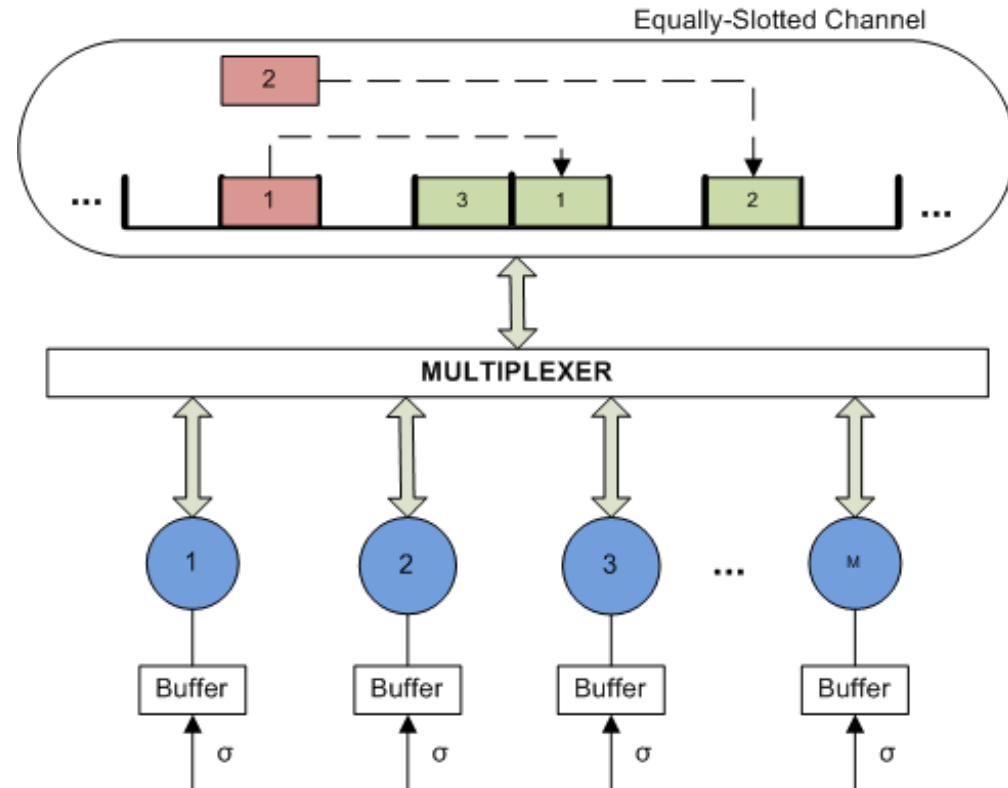 Equally-Slotted Channel
2
... 1 3 1 2 ...
MULTIPLEXER
1 2 3 ... M
Buffer Buffer Buffer Buffer
σ σ σ σ